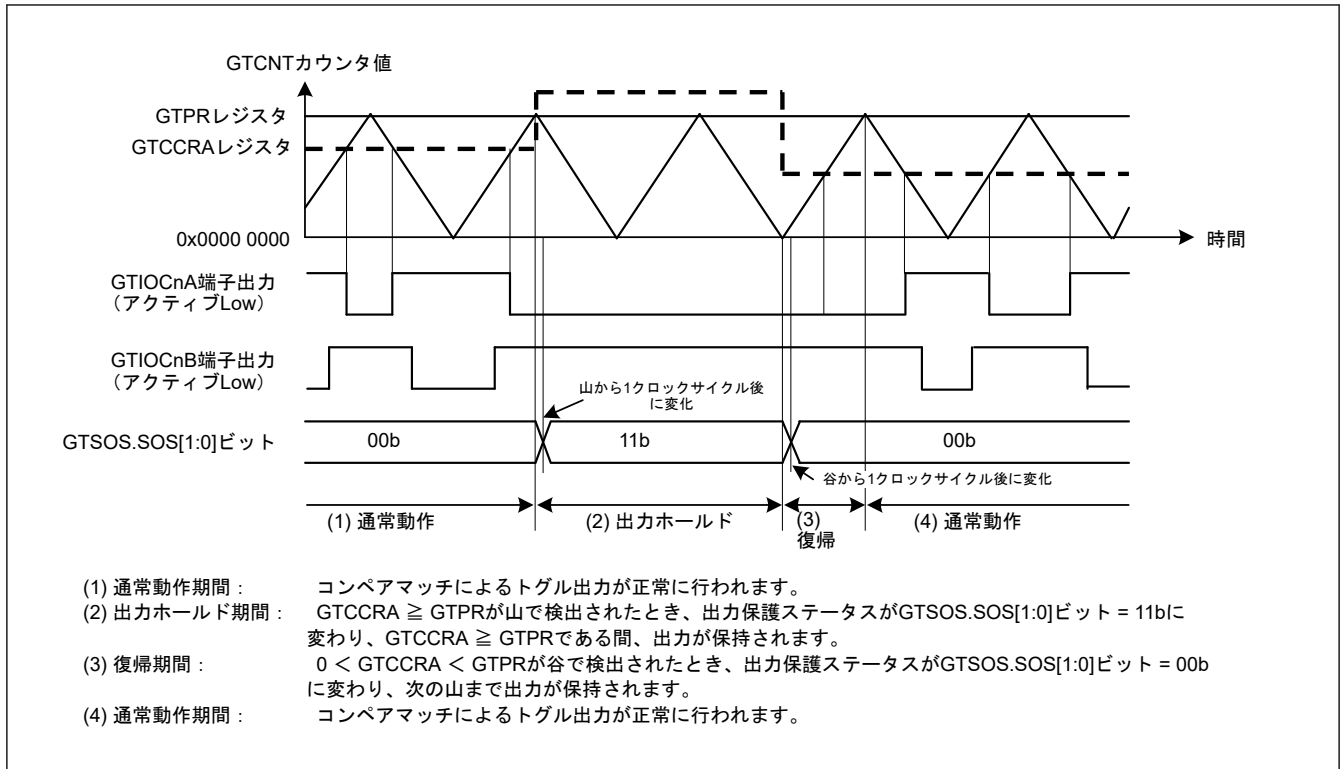 GTCNTカウンタ値
GTPRレジスタ
GTCCRAレジスタ
0x0000 0000
時間
GTIOCnA端子出力
（アクティブLow）
GTIOCnB端子出力
（アクティブLow）
山から1クロックサイクル後
に変化
GTSOS.SOS[1:0]ビット
00b
11b
00b
谷から1クロックサイクル後に変化
(1) 通常動作
(2) 出力ホールド
(3)
復帰
(4) 通常動作
(1) 通常動作期間： コンペアマッチによるトグル出力が正常に行われます。
(2) 出力ホールド期間： GTCCRA ≧ GTPRが山で検出されたとき、出力保護ステータスがGTSOS.SOS[1:0]ビット = 11bに
変わり、GTCCRA ≧ GTPRである間、出力が保持されます。
(3) 復帰期間： 0 < GTCCRA < GTPRが谷で検出されたとき、出力保護ステータスがGTSOS.SOS[1:0]ビット = 00b
に変わり、次の山まで出力が保持されます。
(4) 通常動作期間： コンペアマッチによるトグル出力が正常に行われます。